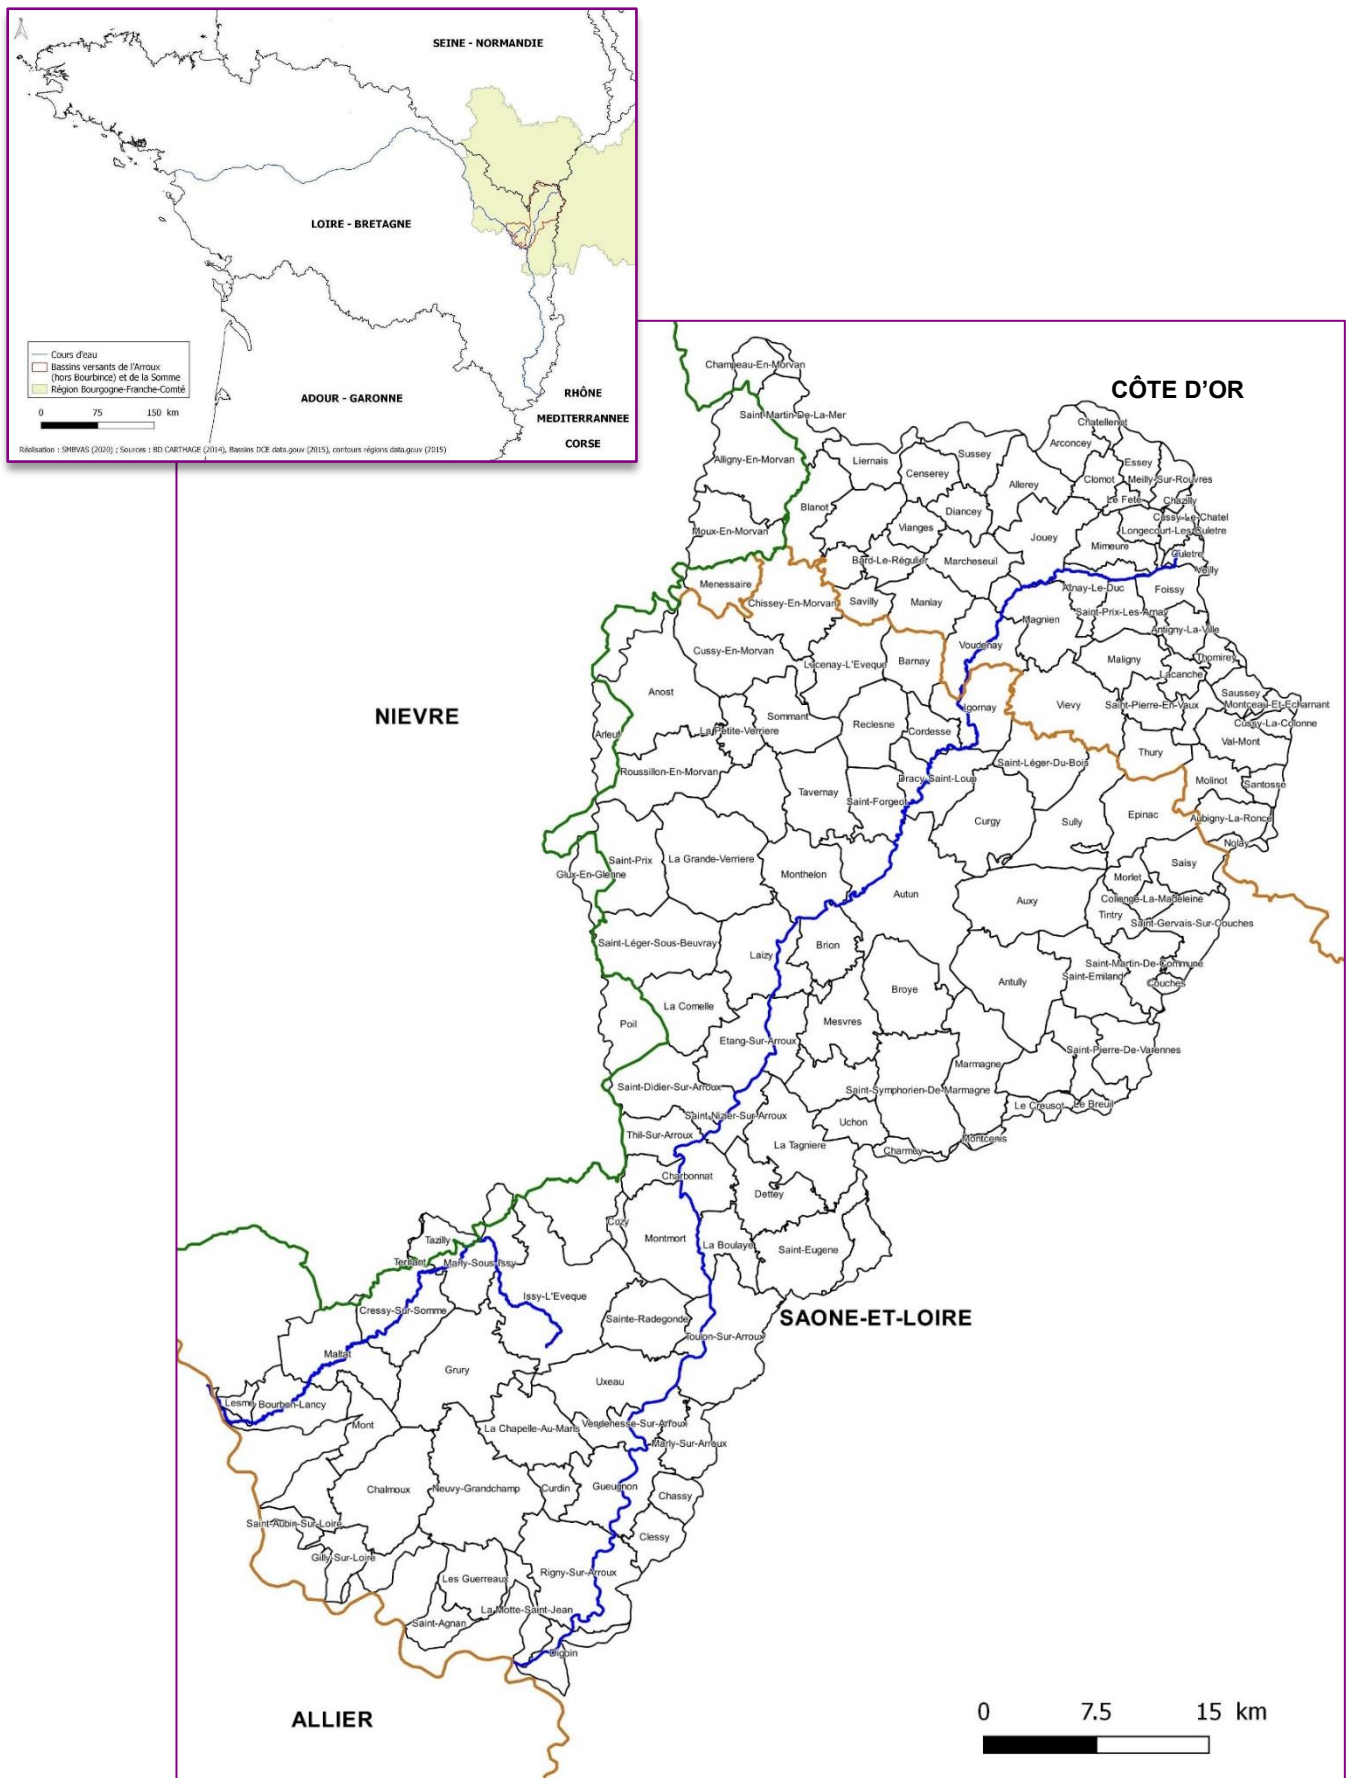 SEINE - NORMANDIE
LOIRE - BRETAGNE
ADOUR - GARONNE
RHÔNE
MEDITERRANNEE
CORSE
Cours d'eau
Bassins versants de l'Arroux
(hors Bourbince) et de la Somme
Région Bourgogne-Franche-Comté
0 75 150 km
Réalisation : SMBVAS (2020) ; Sources : BD CARTHAGE (2014), Bassins DCE data.gouv (2015), contours régions data.gouv (2015)
CÔTE D'OR
NIEVRE
SAONE-ET-LOIRE
ALLIER
Champeau-En-Morvan
Saint-Martin-De-La-Mer
Chatellenot
Arconcey
Sussey
Liernais
Alligny-En-Morvan
Censerey
Essey
Allerey
Clomot
Meilly-Sur-Rouvres
Le Fete
Chazilly
Blanot
Diancey
Cussy-Le-Chatel
Vianges
Longecourt-Les-Culetre
Moux-En-Morvan
Jouey
Mimeure
Culetre
Bard-Le-Régulier
Marcheseuil
Veilly
Menessaire
Arnay-Le-Duc
Foissy
Chissey-En-Morvan
Savilly
Manlay
Saint-Prix-Les-Arnay
Magnien
Antigny-La-Ville
Voudenay
Cussy-En-Morvan
Lucenay-L'Eveque
Barnay
Maligny
Thomirey
Lacanche
Anost
Saussey
Igornay
Vievy
Saint-Pierre-En-Vaux
Montceau-Et-Echarnant
Sommant
Reclesne
Cussy-La-Colonne
Arleuf
La Petite-Verriere
Cordesse
Val-Mont
Thury
Saint-Léger-Du-Bois
Roussillon-En-Morvan
Dracy-Saint-Loup
Molinot
Santosse
Tavernay
Saint-Forgeot
Epinac
Aubigny-La-Ronce
Curgy
Sully
Nolay
Saint-Prix
La Grande-Verriere
Saisy
Glux-En-Glenne
Monthelon
Morlet
Autun
Auxy
Collonge-La-Madeleine
Tintry
Saint-Gervais-Sur-Couches
Saint-Léger-Sous-Beuvray
Brion
Laizy
Saint-Martin-De-Commune
Saint-Emiland
Antully
Couches
Broye
La Comelle
Poil
Mesvres
Etang-Sur-Arroux
Saint-Pierre-De-Varennes
Marmagne
Saint-Didier-Sur-Arroux
Saint-Symphorien-De-Marmagne
Le Creusot
Le Breuil
Saint-Nizier-Sur-Arroux
Uchon
Thil-Sur-Arroux
La Tagniere
Montcenis
Charmoy
Charbonnat
Dettey
Cuzy
Montmort
Tazilly
La Boulaye
Saint-Eugene
Ternant
Marly-Sous-Issy
Issy-L'Eveque
Cressy-Sur-Somme
Sainte-Radegonde
Toulon-Sur-Arroux
Maltat
Grury
Uxeau
Lesme
Bourbon-Lancy
Mont
La Chapelle-Au-Mans
Vendenesse-Sur-Arroux
Marly-Sur-Arroux
Chalmoux
Neuvy-Grandchamp
Curdin
Gueugnon
Chassy
Saint-Aubin-Sur-Loire
Clessy
Gilly-Sur-Loire
Les Guerreaux
Rigny-Sur-Arroux
La Motte-Saint-Jean
Saint-Agnan
Digoin
0 7.5 15 km